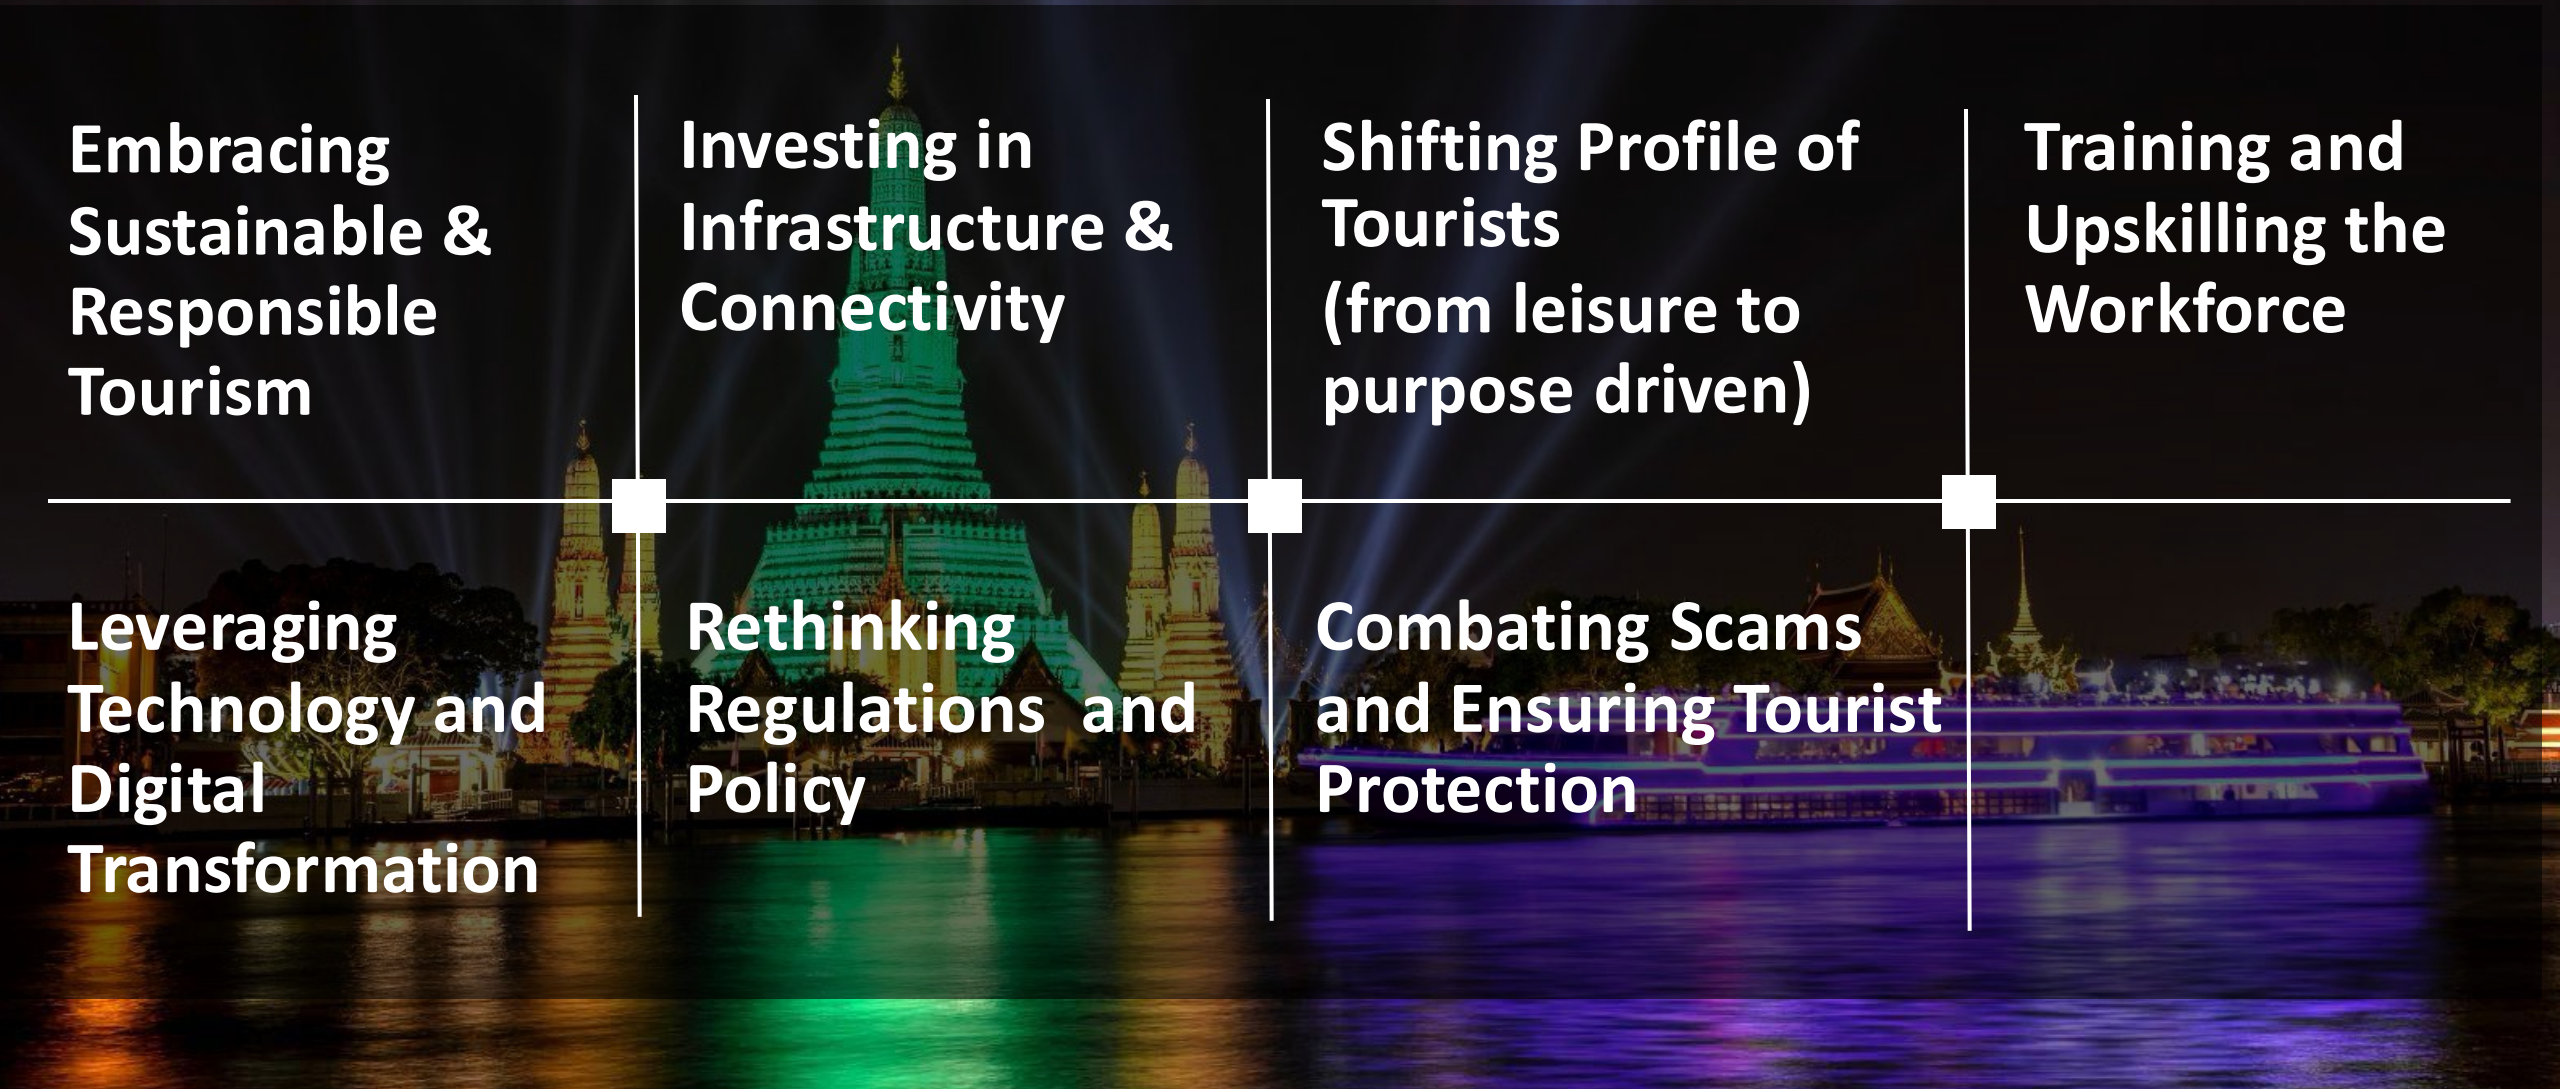 Embracing
Sustainable &
Responsible
Tourism
Investing in
Infrastructure &
Connectivity
Shifting Profile of
Tourists
(from leisure to
purpose driven)
Training and
Upskilling the
Workforce
Leveraging
Technology and
Digital
Transformation
Rethinking
Regulations  and
Policy
Combating Scams
and Ensuring Tourist
Protection